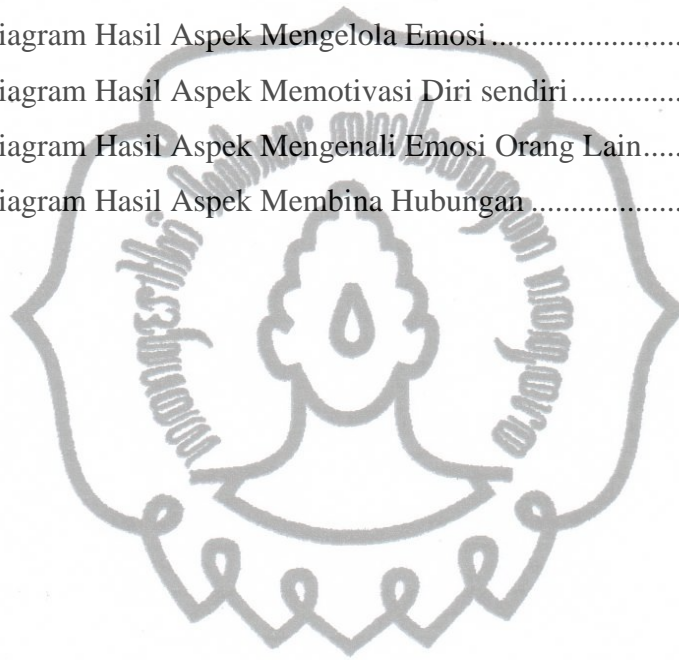 iagram Hasil Aspek Mengelola Emosi....................
iagram Hasil Aspek Memotivasi Diri sendiri............
iagram Hasil Aspek Mengenali Emosi Orang Lain.....
iagram Hasil Aspek Membina Hubungan..................